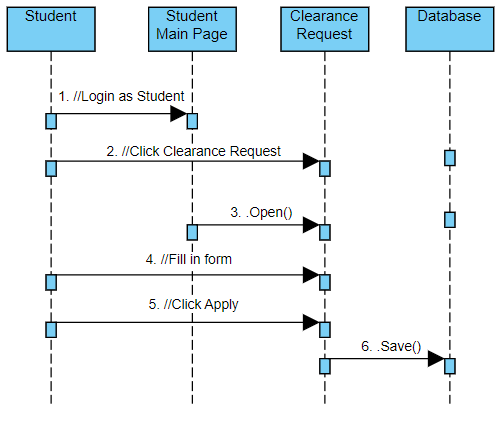 Student
Student
Main Page
Clearance
Request
Database
1. //Login as Student
2. //Click Clearance Request
3. .Open()
4. //Fill in form
5. //Click Apply
6. .Save()